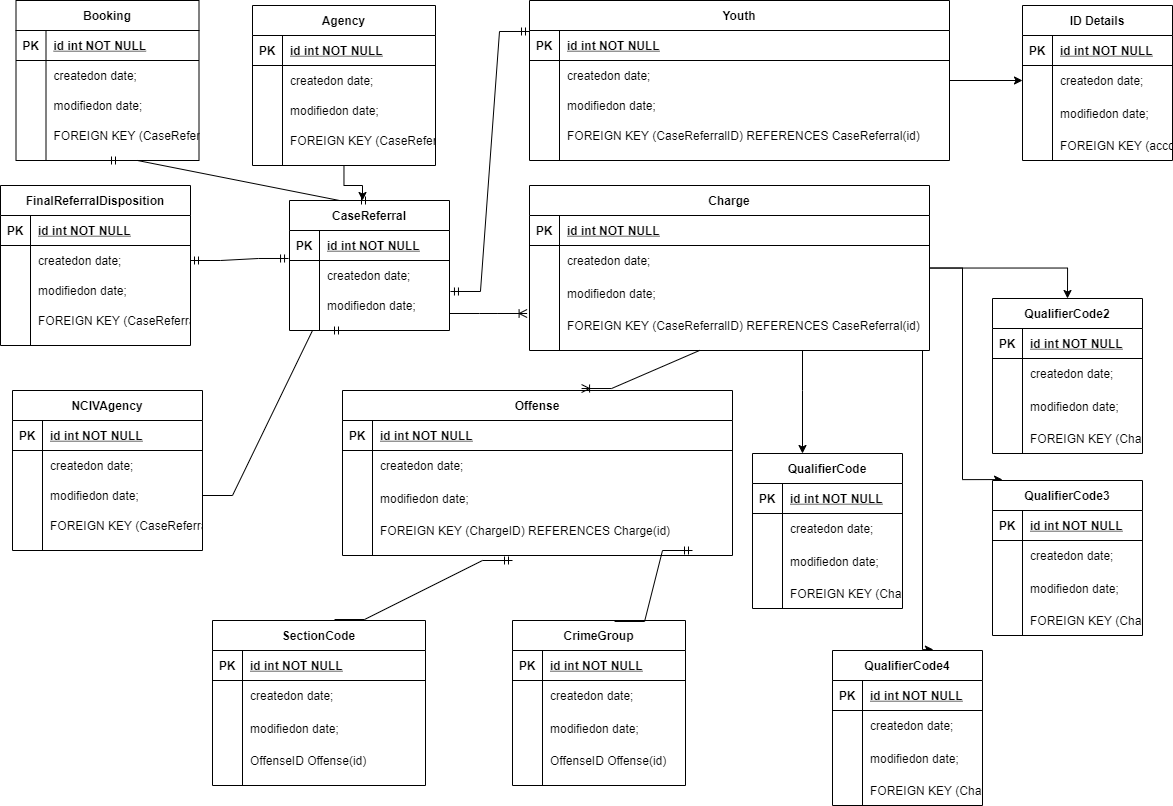 Booking
PK id int NOT NULL
createdon date;
modifiedon date;
FOREIGN KEY (CaseRefer
Agency
PK id int NOT NULL
createdon date;
modifiedon date;
FOREIGN KEY (CaseRefer
Youth
PK id int NOT NULL
createdon date;
modifiedon date;
FOREIGN KEY (CaseReferralID) REFERENCES CaseReferral(id)
ID Details
PK id int NOT NULL
createdon date;
modifiedon date;
FOREIGN KEY (acco
FinalReferralDisposition
PK id int NOT NULL
createdon date;
modifiedon date;
FOREIGN KEY (CaseReferra
CaseReferral
PK id int NOT NULL
createdon date;
modifiedon date;
Charge
PK id int NOT NULL
createdon date;
modifiedon date;
FOREIGN KEY (CaseReferralID) REFERENCES CaseReferral(id)
QualifierCode2
PK id int NOT NULL
createdon date;
modifiedon date;
FOREIGN KEY (Cha
NCIVAgency
PK id int NOT NULL
createdon date;
modifiedon date;
FOREIGN KEY (CaseReferra
Offense
PK id int NOT NULL
createdon date;
modifiedon date;
FOREIGN KEY (ChargeID) REFERENCES Charge(id)
QualifierCode
PK id int NOT NULL
createdon date;
modifiedon date;
FOREIGN KEY (Cha
QualifierCode3
PK id int NOT NULL
createdon date;
modifiedon date;
FOREIGN KEY (Cha
SectionCode
PK id int NOT NULL
createdon date;
modifiedon date;
OffenseID Offense(id)
CrimeGroup
PK id int NOT NULL
createdon date;
modifiedon date;
OffenseID Offense(id)
QualifierCode4
PK id int NOT NULL
createdon date;
modifiedon date;
FOREIGN KEY (Cha